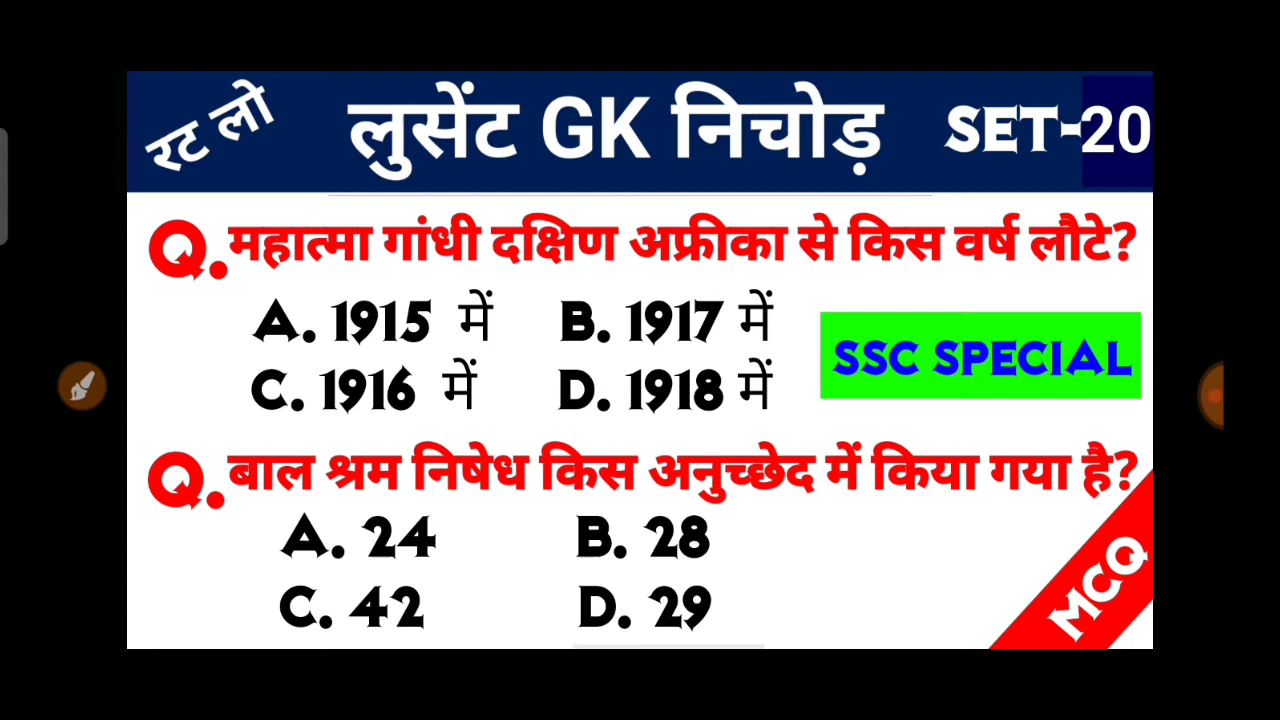 रट लो लुसेंट GK निचोड़ SET-20
Q. महात्मा गांधी दक्षिण अफ्रीका से किस वर्ष लौटे?
A. 1915 में B. 1917 में
SSC SPECIAL
C. 1916 में D. 1918 में
Q. बाल श्रम निषेध किस अनुच्छेद में किया गया है?
A. 24 B. 28
C. 42 D. 29
MCQ